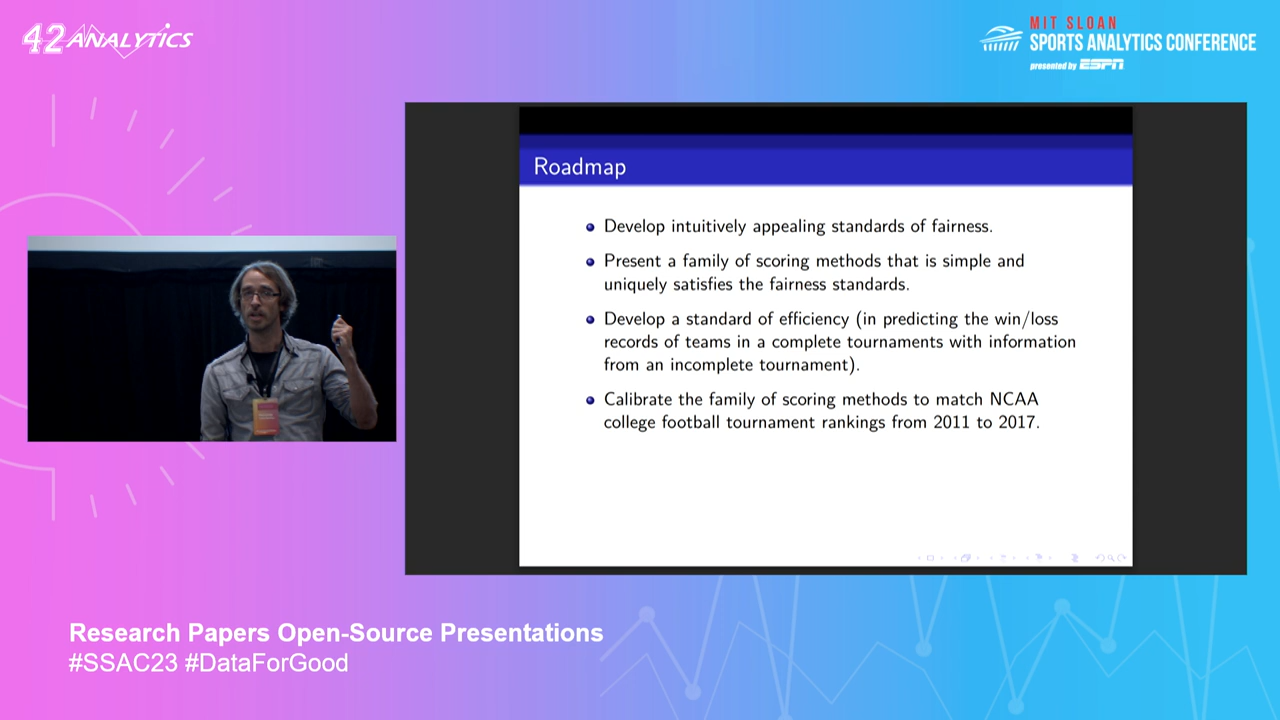 42 ANALYTICS
MIT SLOAN
SPORTS ANALYTICS CONFERENCE
presented by ESPN
Roadmap
Develop intuitively appealing standards of fairness.
Present a family of scoring methods that is simple and
uniquely satisfies the fairness standards.
Develop a standard of efficiency (in predicting the win/loss
records of teams in a complete tournaments with information
from an incomplete tournament).
Calibrate the family of scoring methods to match NCAA
college football tournament rankings from 2011 to 2017.
Research Papers Open-Source Presentations
#SSAC23 #DataForGood